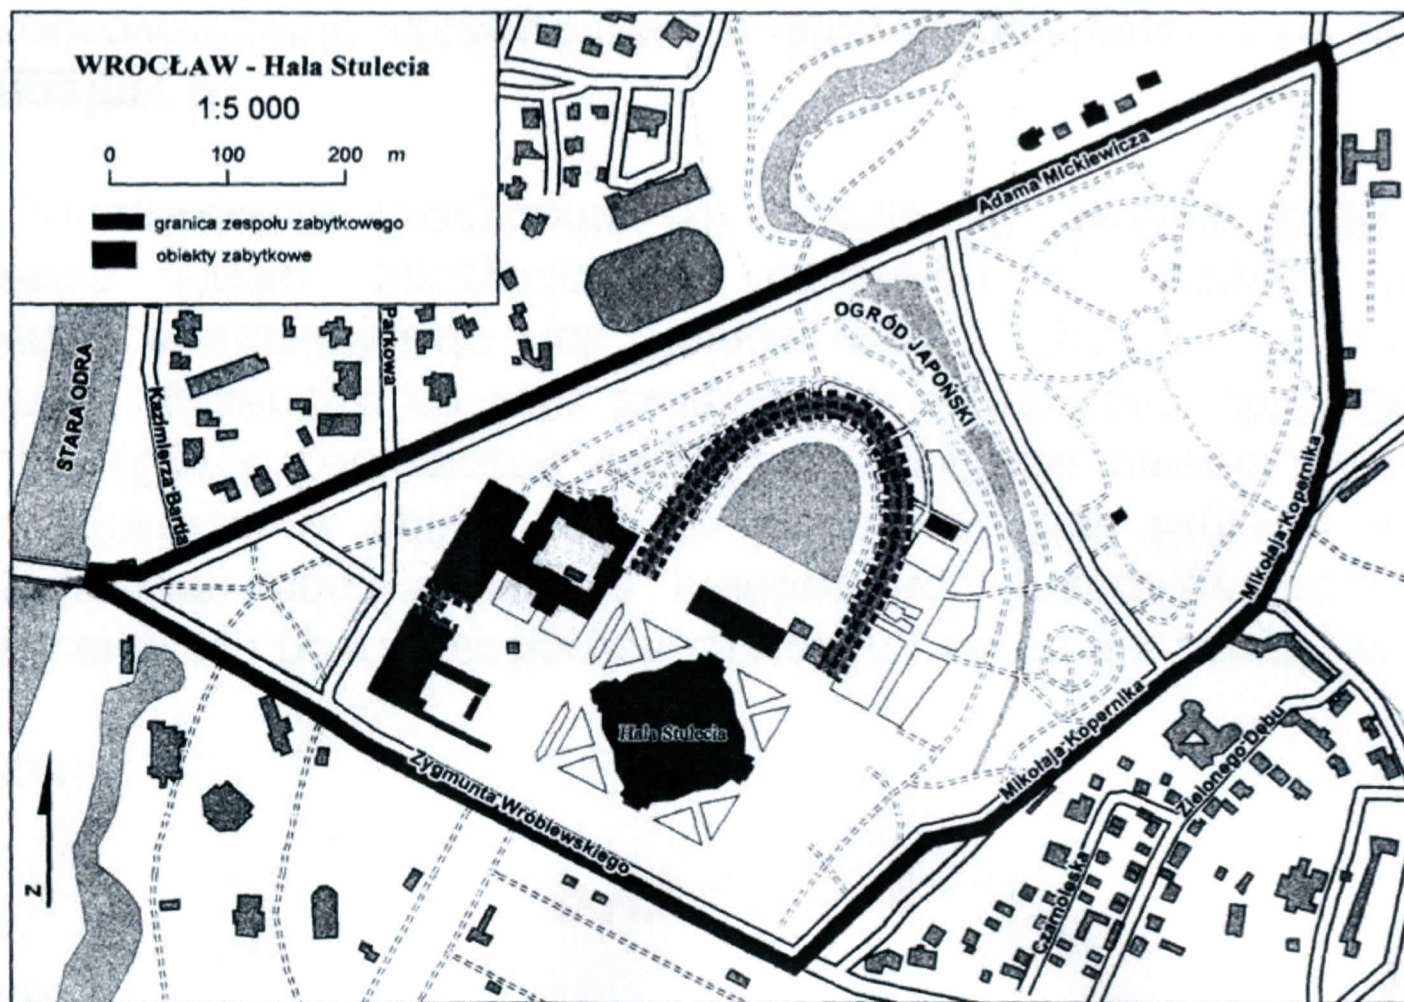 WROCŁAW - Hala Stulecia
1:5 000
0 100 200 m
granica zespołu zabytkowego
obiekty zabytkowe
Adama Mickiewicza
OGRÓD JAPOŃSKI
Parkowa
STARA ODRA
Kazimierza Bartla
Mikołaja Kopernika
Hala Stulecia
Mikołaja Kopernika
Zielonego Dębu
Zygmunta Wróblewskiego
Czarnoleska
N